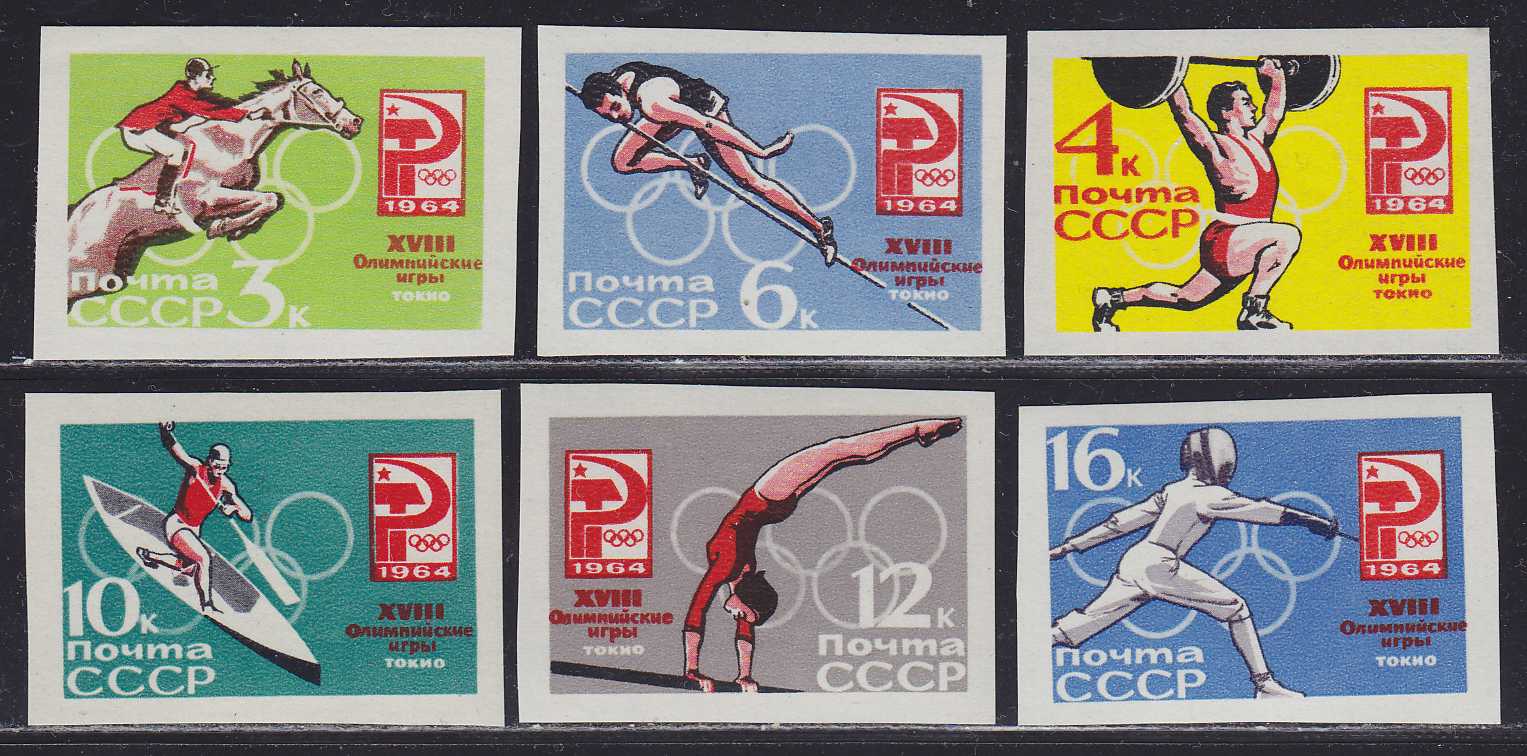 1964
XVIII
Олимпийские
игры
токио
Почта
СССР 3к
1964
XVIII
Олимпийские
игры
токио
Почта
СССР 6к
4к
Почта
СССР
1964
XVIII
Олимпийские
игры
токио
1964
XVIII
Олимпийские
игры
токио
10к
Почта
СССР
1964
XVIII
Олимпийские
игры
токио
12к
Почта
СССР
16к
1964
XVIII
Олимпийские
игры
токио
Почта
СССР